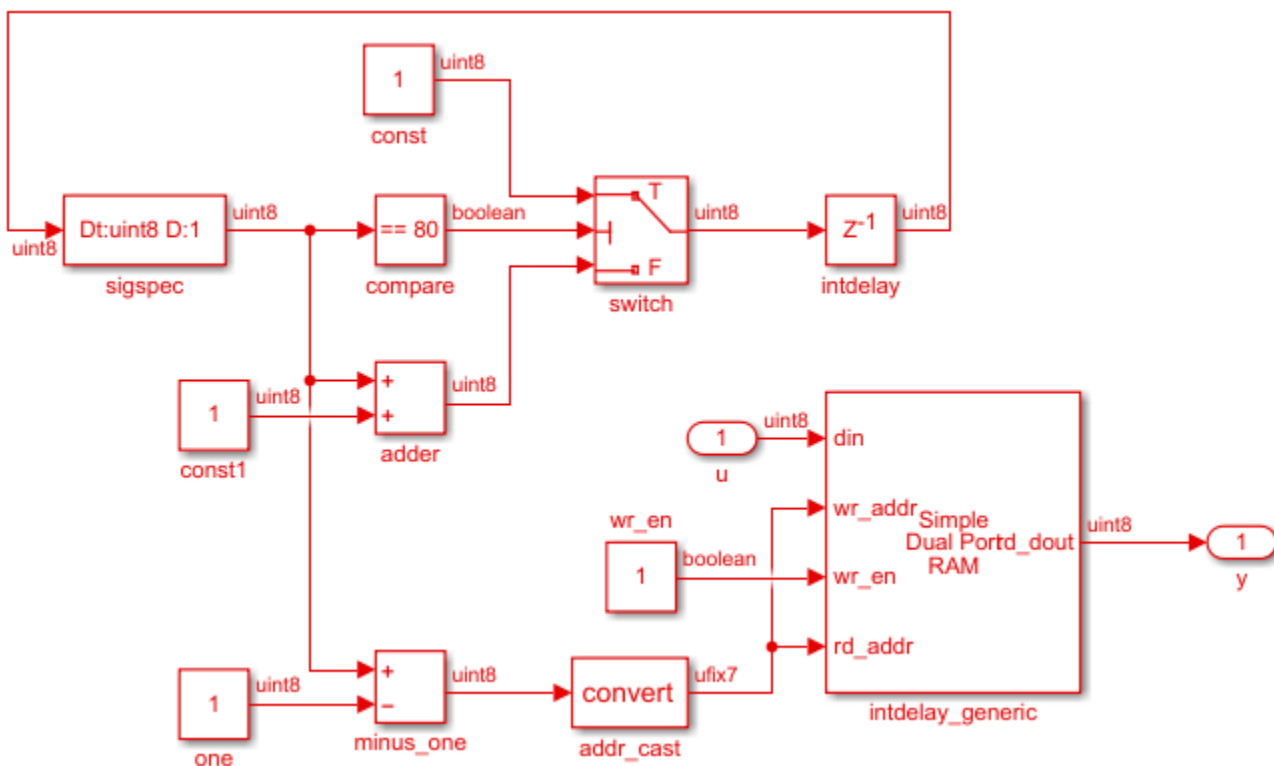 uint8
1
const
uint8
Dt:uint8 D:1
sigspec
uint8
== 80
compare
boolean
T
F
switch
uint8
Z-1
intdelay
uint8
1
const1
uint8
+
+
adder
uint8
1
u
uint8
wr_en
1
boolean
din
wr_addr
wr_en
rd_addr
Simple
Dual Port
RAM
d_dout
intdelay_generic
uint8
1
y
1
one
uint8
+
−
minus_one
uint8
convert
addr_cast
ufix7